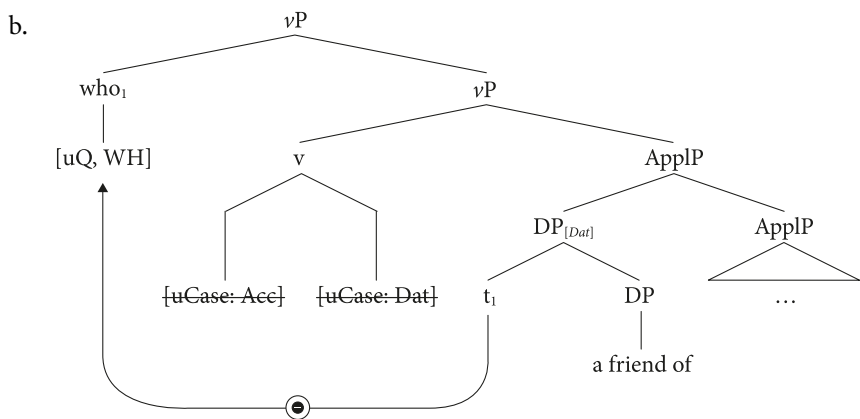 b.
vP
who₁
vP
[uQ, WH]
v
ApplP
DP[Dat]
ApplP
[uCase: Acc]
[uCase: Dat]
t₁
DP
…
a friend of